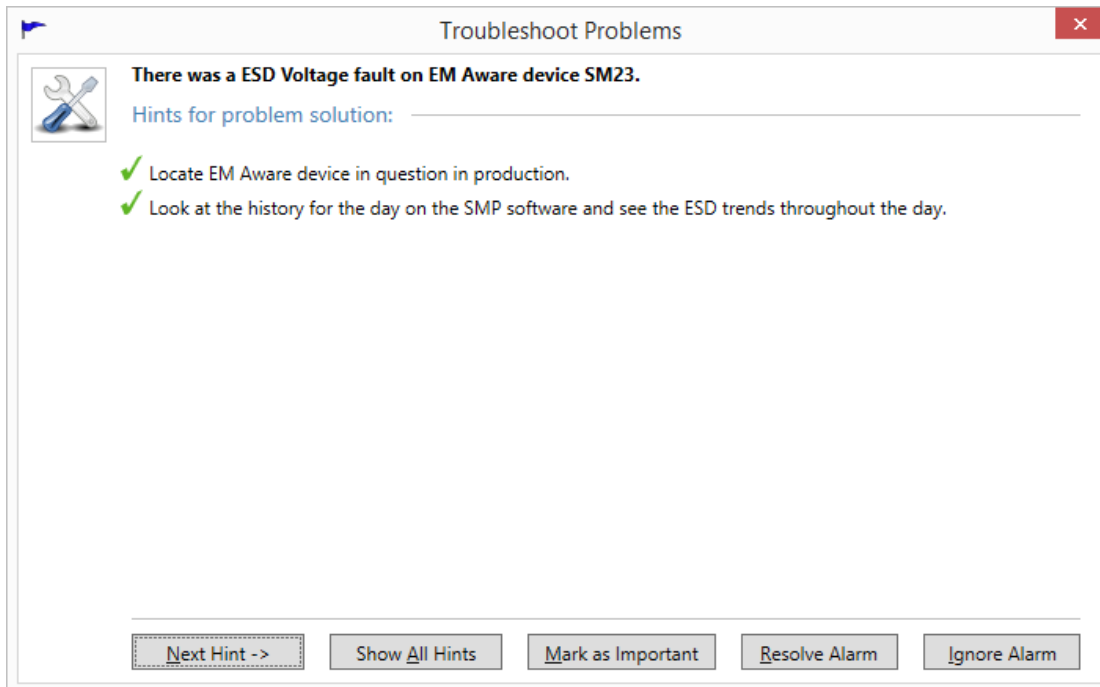 Troubleshoot Problems
There was a ESD Voltage fault on EM Aware device SM23.
Hints for problem solution:
Locate EM Aware device in question in production.
Look at the history for the day on the SMP software and see the ESD trends throughout the day.
Next Hint -> Show All Hints Mark as Important Resolve Alarm Ignore Alarm